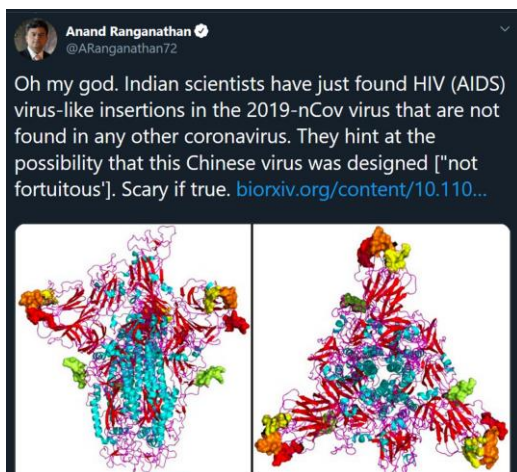 Anand Ranganathan
@ARanganathan72
Oh my god. Indian scientists have just found HIV (AIDS)
virus-like insertions in the 2019-nCov virus that are not
found in any other coronavirus. They hint at the
possibility that this Chinese virus was designed ["not
fortuitous']. Scary if true. biorxiv.org/content/10.110...